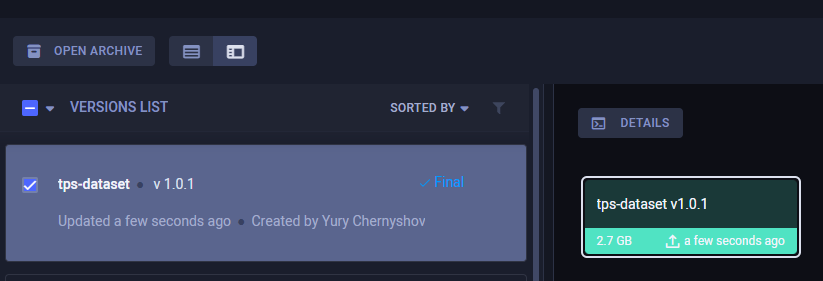 OPEN ARCHIVE
VERSIONS LIST
SORTED BY
DETAILS
tps-dataset • v 1.0.1
Final
Updated a few seconds ago • Created by Yury Chernyshov
tps-dataset v1.0.1
2.7 GB
a few seconds ago